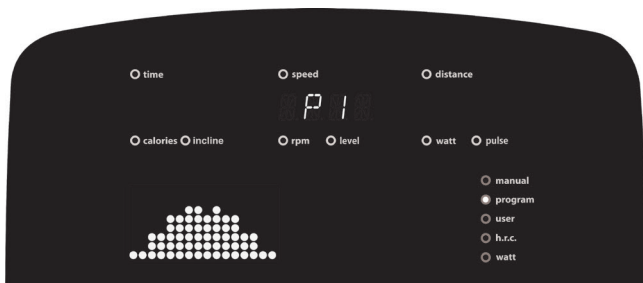 time speed distance
P1
calories incline rpm level watt pulse
manual
program
user
h.r.c.
watt